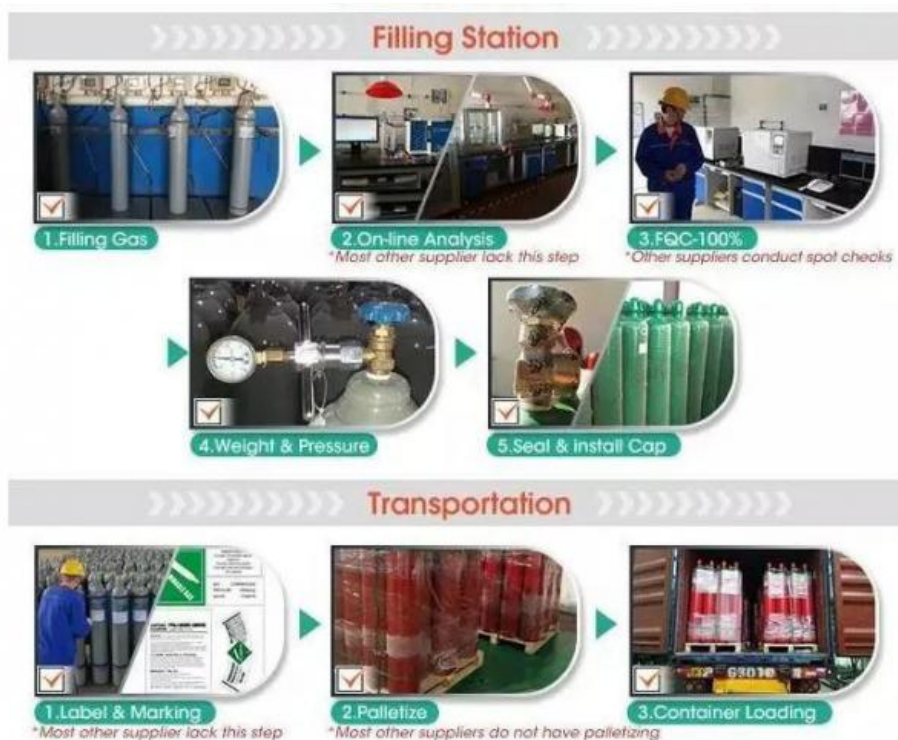 Filling Station
1.Filling Gas
2.On-line Analysis
*Most other supplier lack this step
3.FQC-100%
*Other suppliers conduct spot checks
4.Weight & Pressure
5.Seal & install Cap
Transportation
1.Label & Marking
*Most other supplier lack this step
2.Palletize
*Most other suppliers do not have palletizing
3.Container Loading